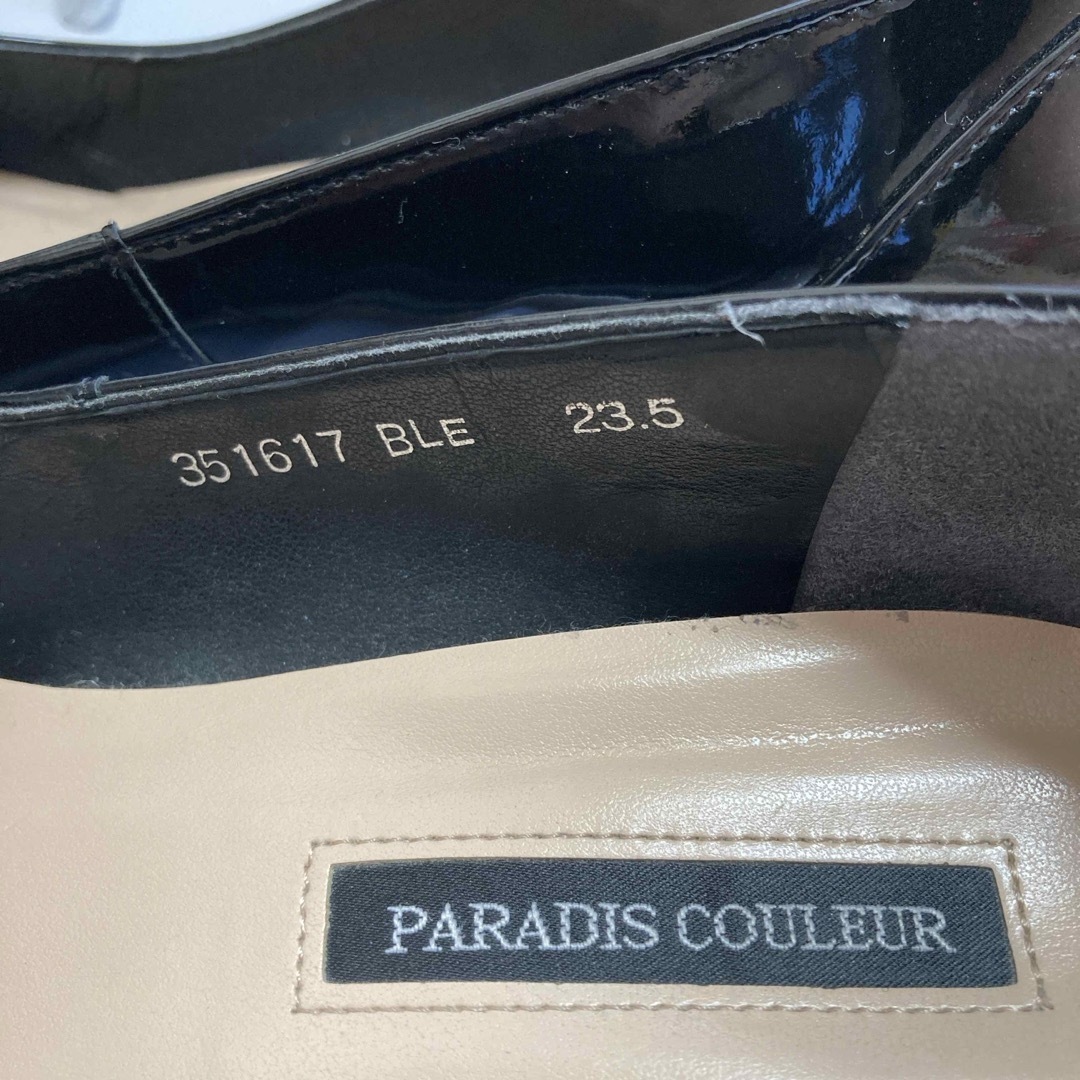 351617 BLE 23.5
PARADIS COULEUR